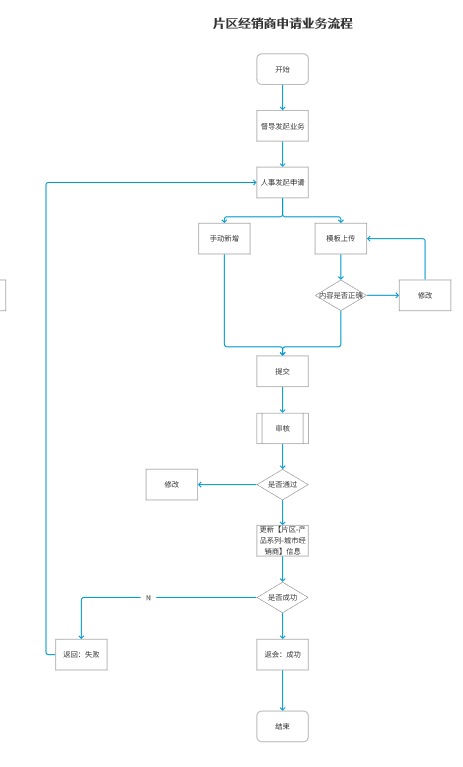 片区经销商申请业务流程
开始
督导发起业务
人事发起申请
手动新增
模板上传
内容是否正确
修改
提交
审核
修改
是否通过
更新【片区-产
品系列-城市经
销商】信息
N
是否成功
返回：失败
返会：成功
结束